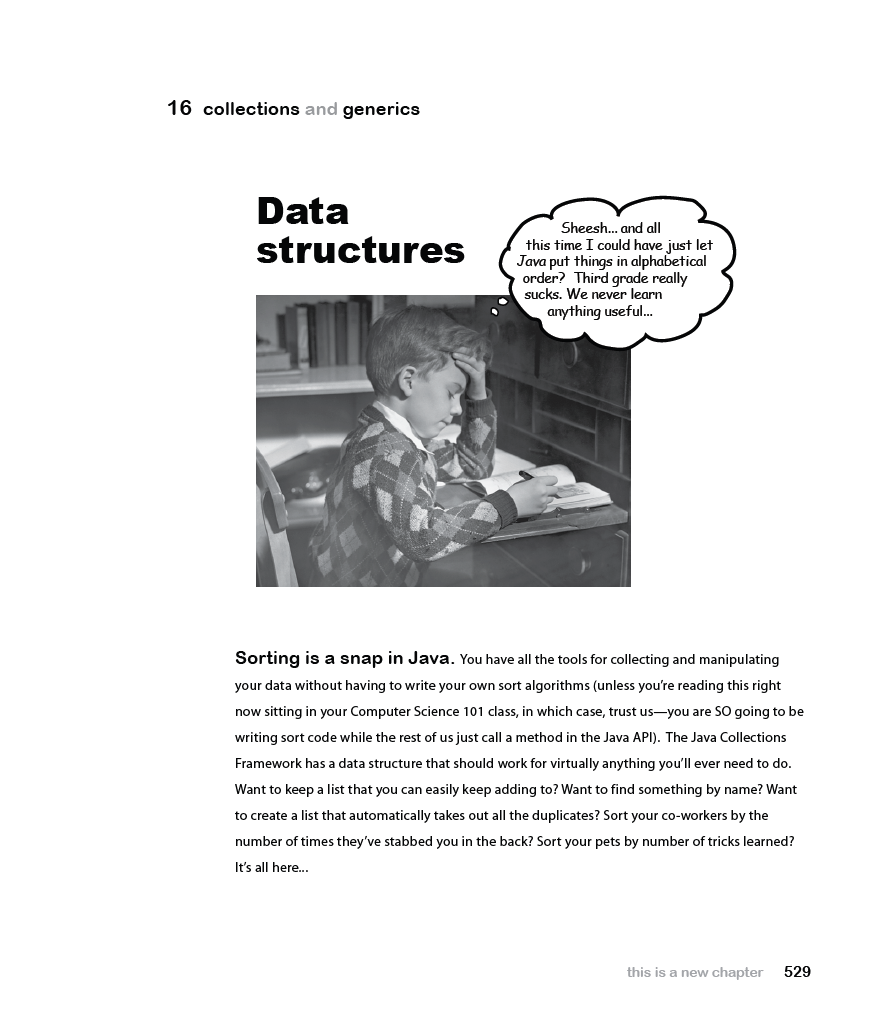 16 collections and generics
Data
structures
Sheesh... and all
this time I could have just let
Java put things in alphabetical
order? Third grade really
sucks. We never learn
anything useful...
Sorting is a snap in Java. You have all the tools for collecting and manipulating
your data without having to write your own sort algorithms (unless you're reading this right
now sitting in your Computer Science 101 class, in which case, trust us—you are SO going to be
writing sort code while the rest of us just call a method in the Java API). The Java Collections
Framework has a data structure that should work for virtually anything you'll ever need to do.
Want to keep a list that you can easily keep adding to? Want to find something by name? Want
to create a list that automatically takes out all the duplicates? Sort your co-workers by the
number of times they've stabbed you in the back? Sort your pets by number of tricks learned?
It's all here...
this is a new chapter 529